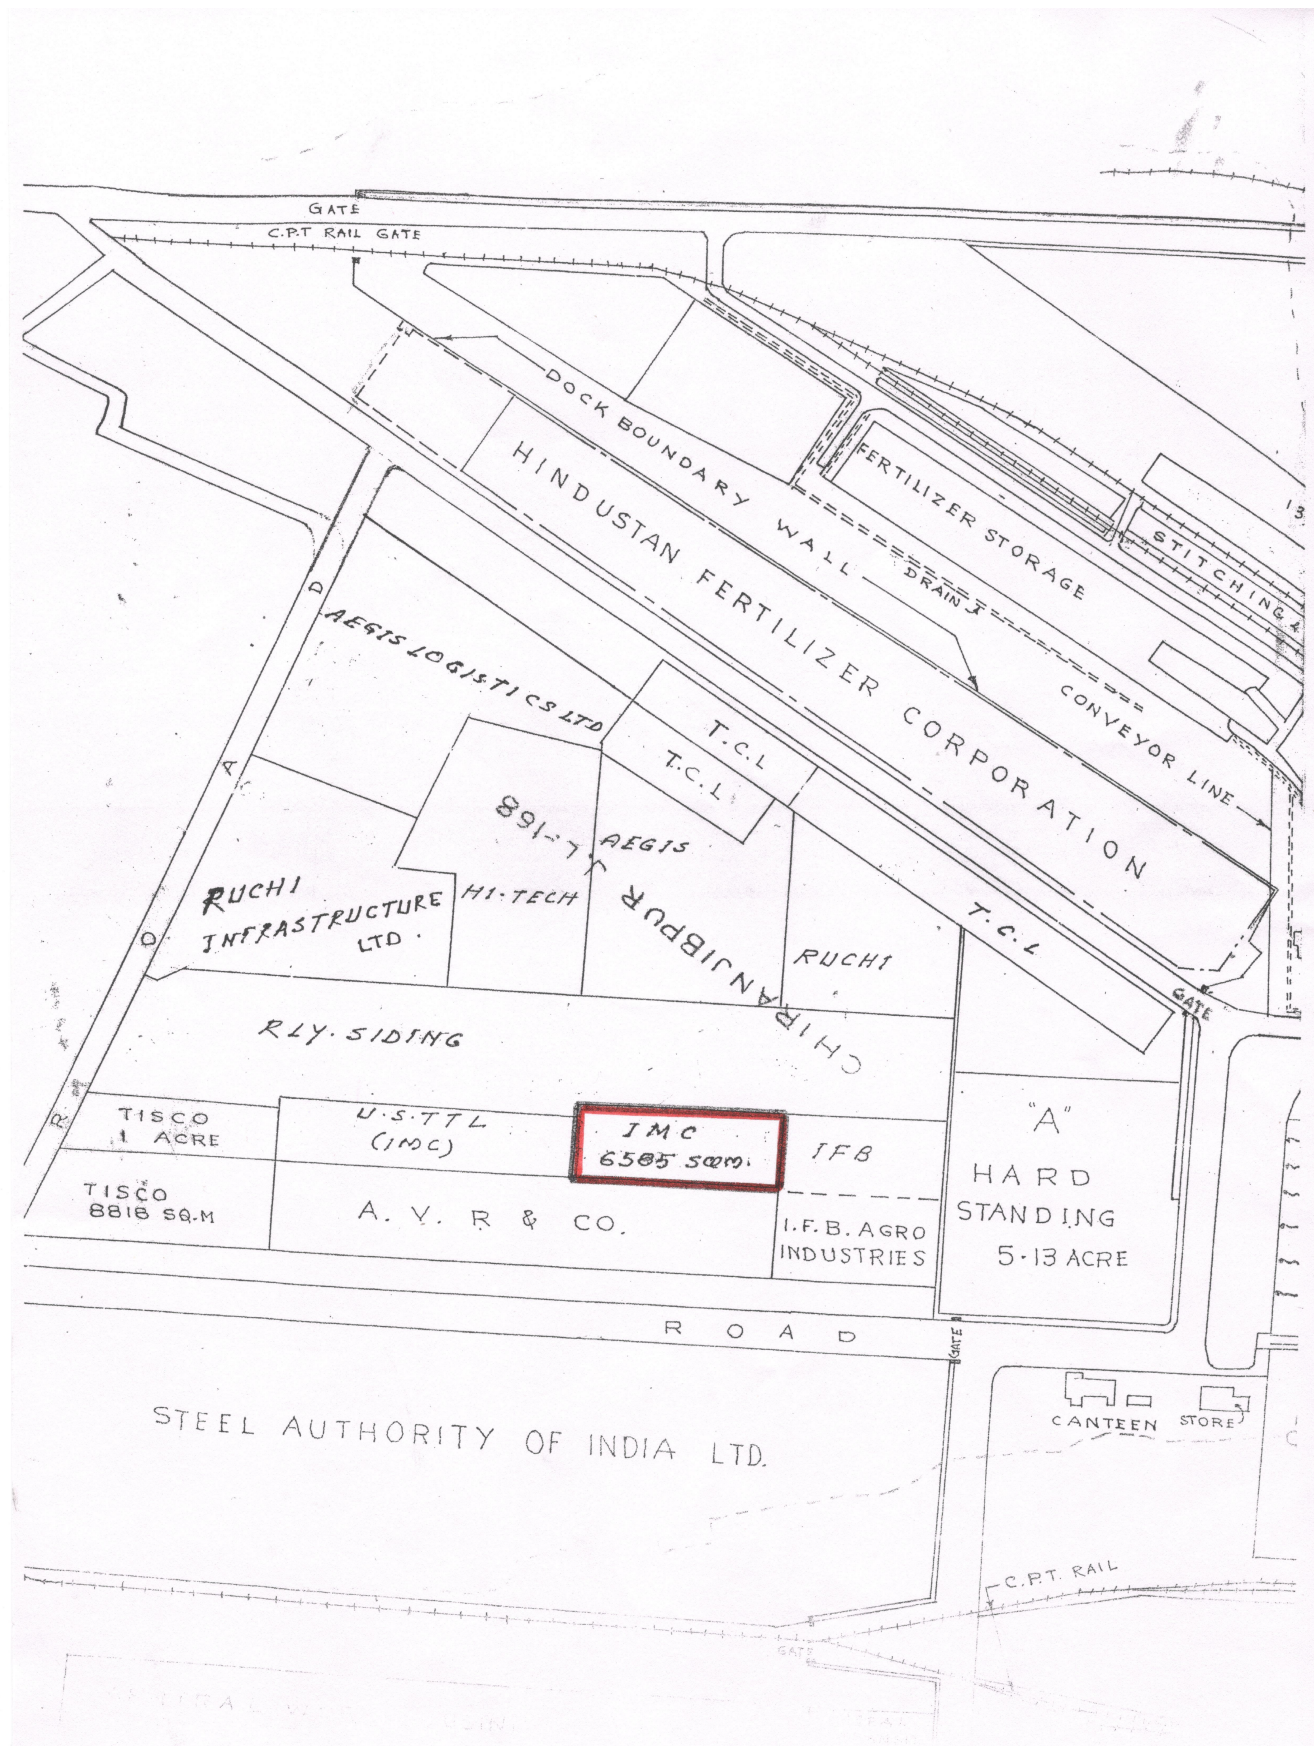 GATE
C.P.T RAIL GATE
DOCK BOUNDARY WALL
HINDUSTAN FERTILIZER CORPORATION
FERTILIZER STORAGE
13
STITCHING &
DRAIN
CONVEYOR LINE
ROAD
AEGIS LOGISTICS LTD
T.C.L
T.C.L
J.L-168
AEGIS
HI-TECH
RUCHI
INFRASTRUCTURE
LTD.
CHIRANJIBPUR
RUCHI
T.C.L
GATE
RLY. SIDING
TISCO
1 ACRE
U.S.TTL
(IMC)
IMC
6585 SQM.
IFB
"A"
HARD
STANDING
5.13 ACRE
TISCO
8818 SQ.M
A. V. R & CO.
I.F.B. AGRO
INDUSTRIES
ROAD
GATE
CANTEEN
STORE
STEEL AUTHORITY OF INDIA LTD.
C.P.T. RAIL
GATE